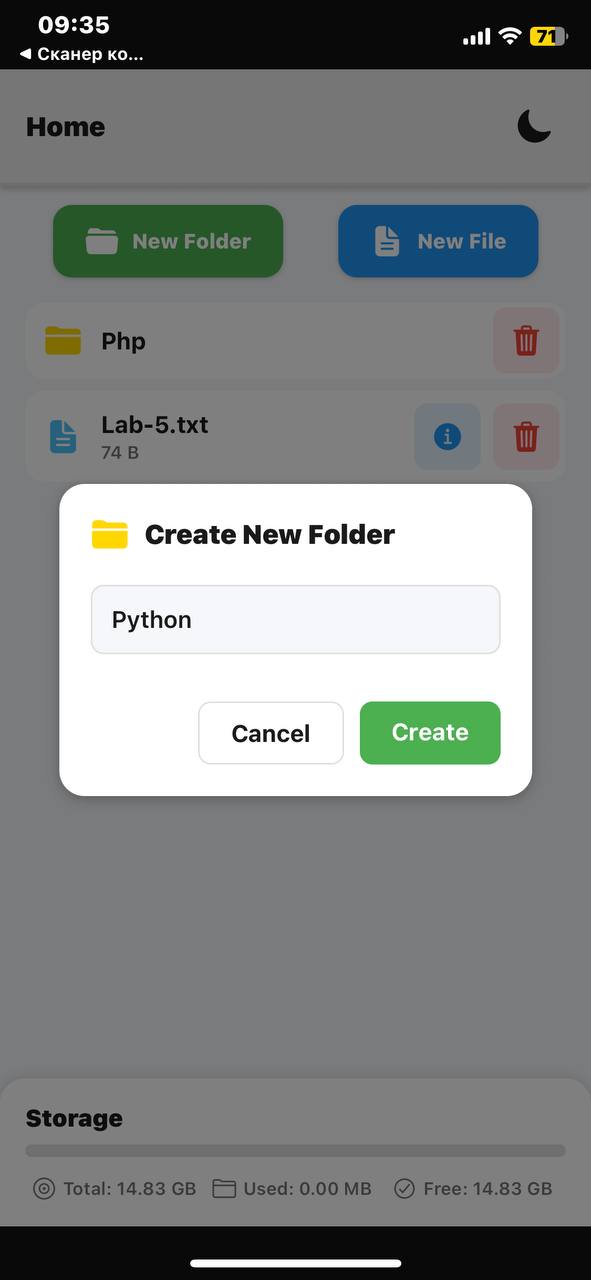 09:35
71
◀ Сканер ко...
Home
New Folder
New File
Php
Lab-5.txt
74 B
Create New Folder
Python
Cancel
Create
Storage
Total: 14.83 GB
Used: 0.00 MB
Free: 14.83 GB